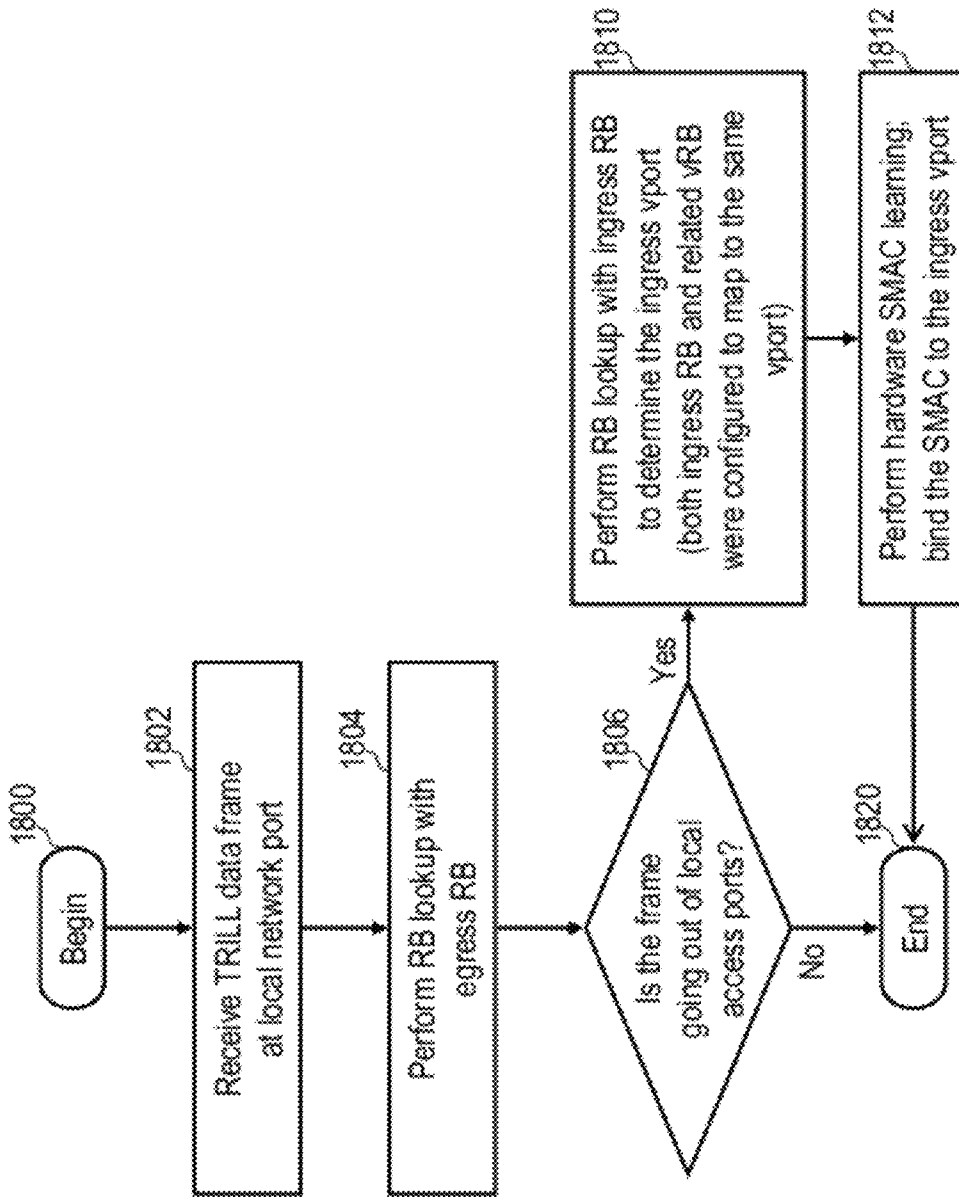 1800
Begin
1802
Receive TRILL data frame
at local network port
1804
Perform RB lookup with
egress RB
1806
Is the frame
going out of local
access ports?
Yes
No
1810
Perform RB lookup with ingress RB
to determine the ingress vport
(both ingress RB and related vRB
were configured to map to the same
vport)
1812
Perform hardware SMAC learning;
bind the SMAC to the ingress vport
1820
End